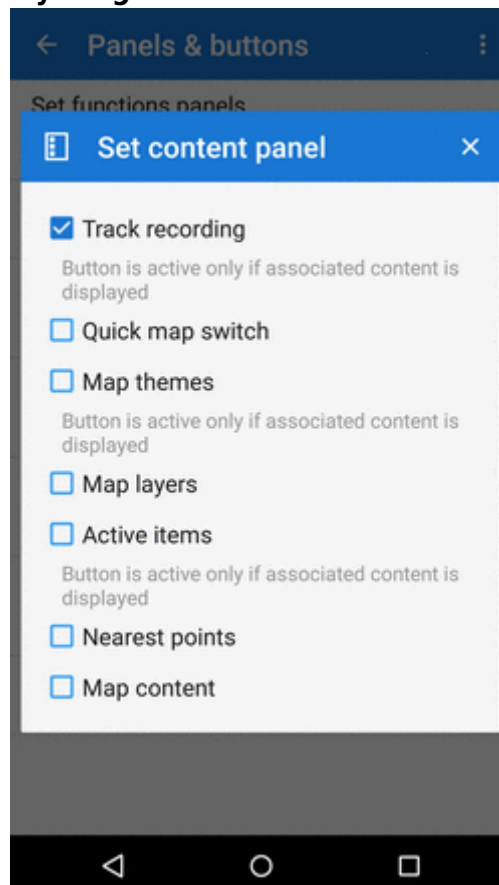 Panels & buttons
Set functions panels
Set content panel
Track recording
Button is active only if associated content is
displayed
Quick map switch
Map themes
Button is active only if associated content is
displayed
Map layers
Active items
Button is active only if associated content is
displayed
Nearest points
Map content